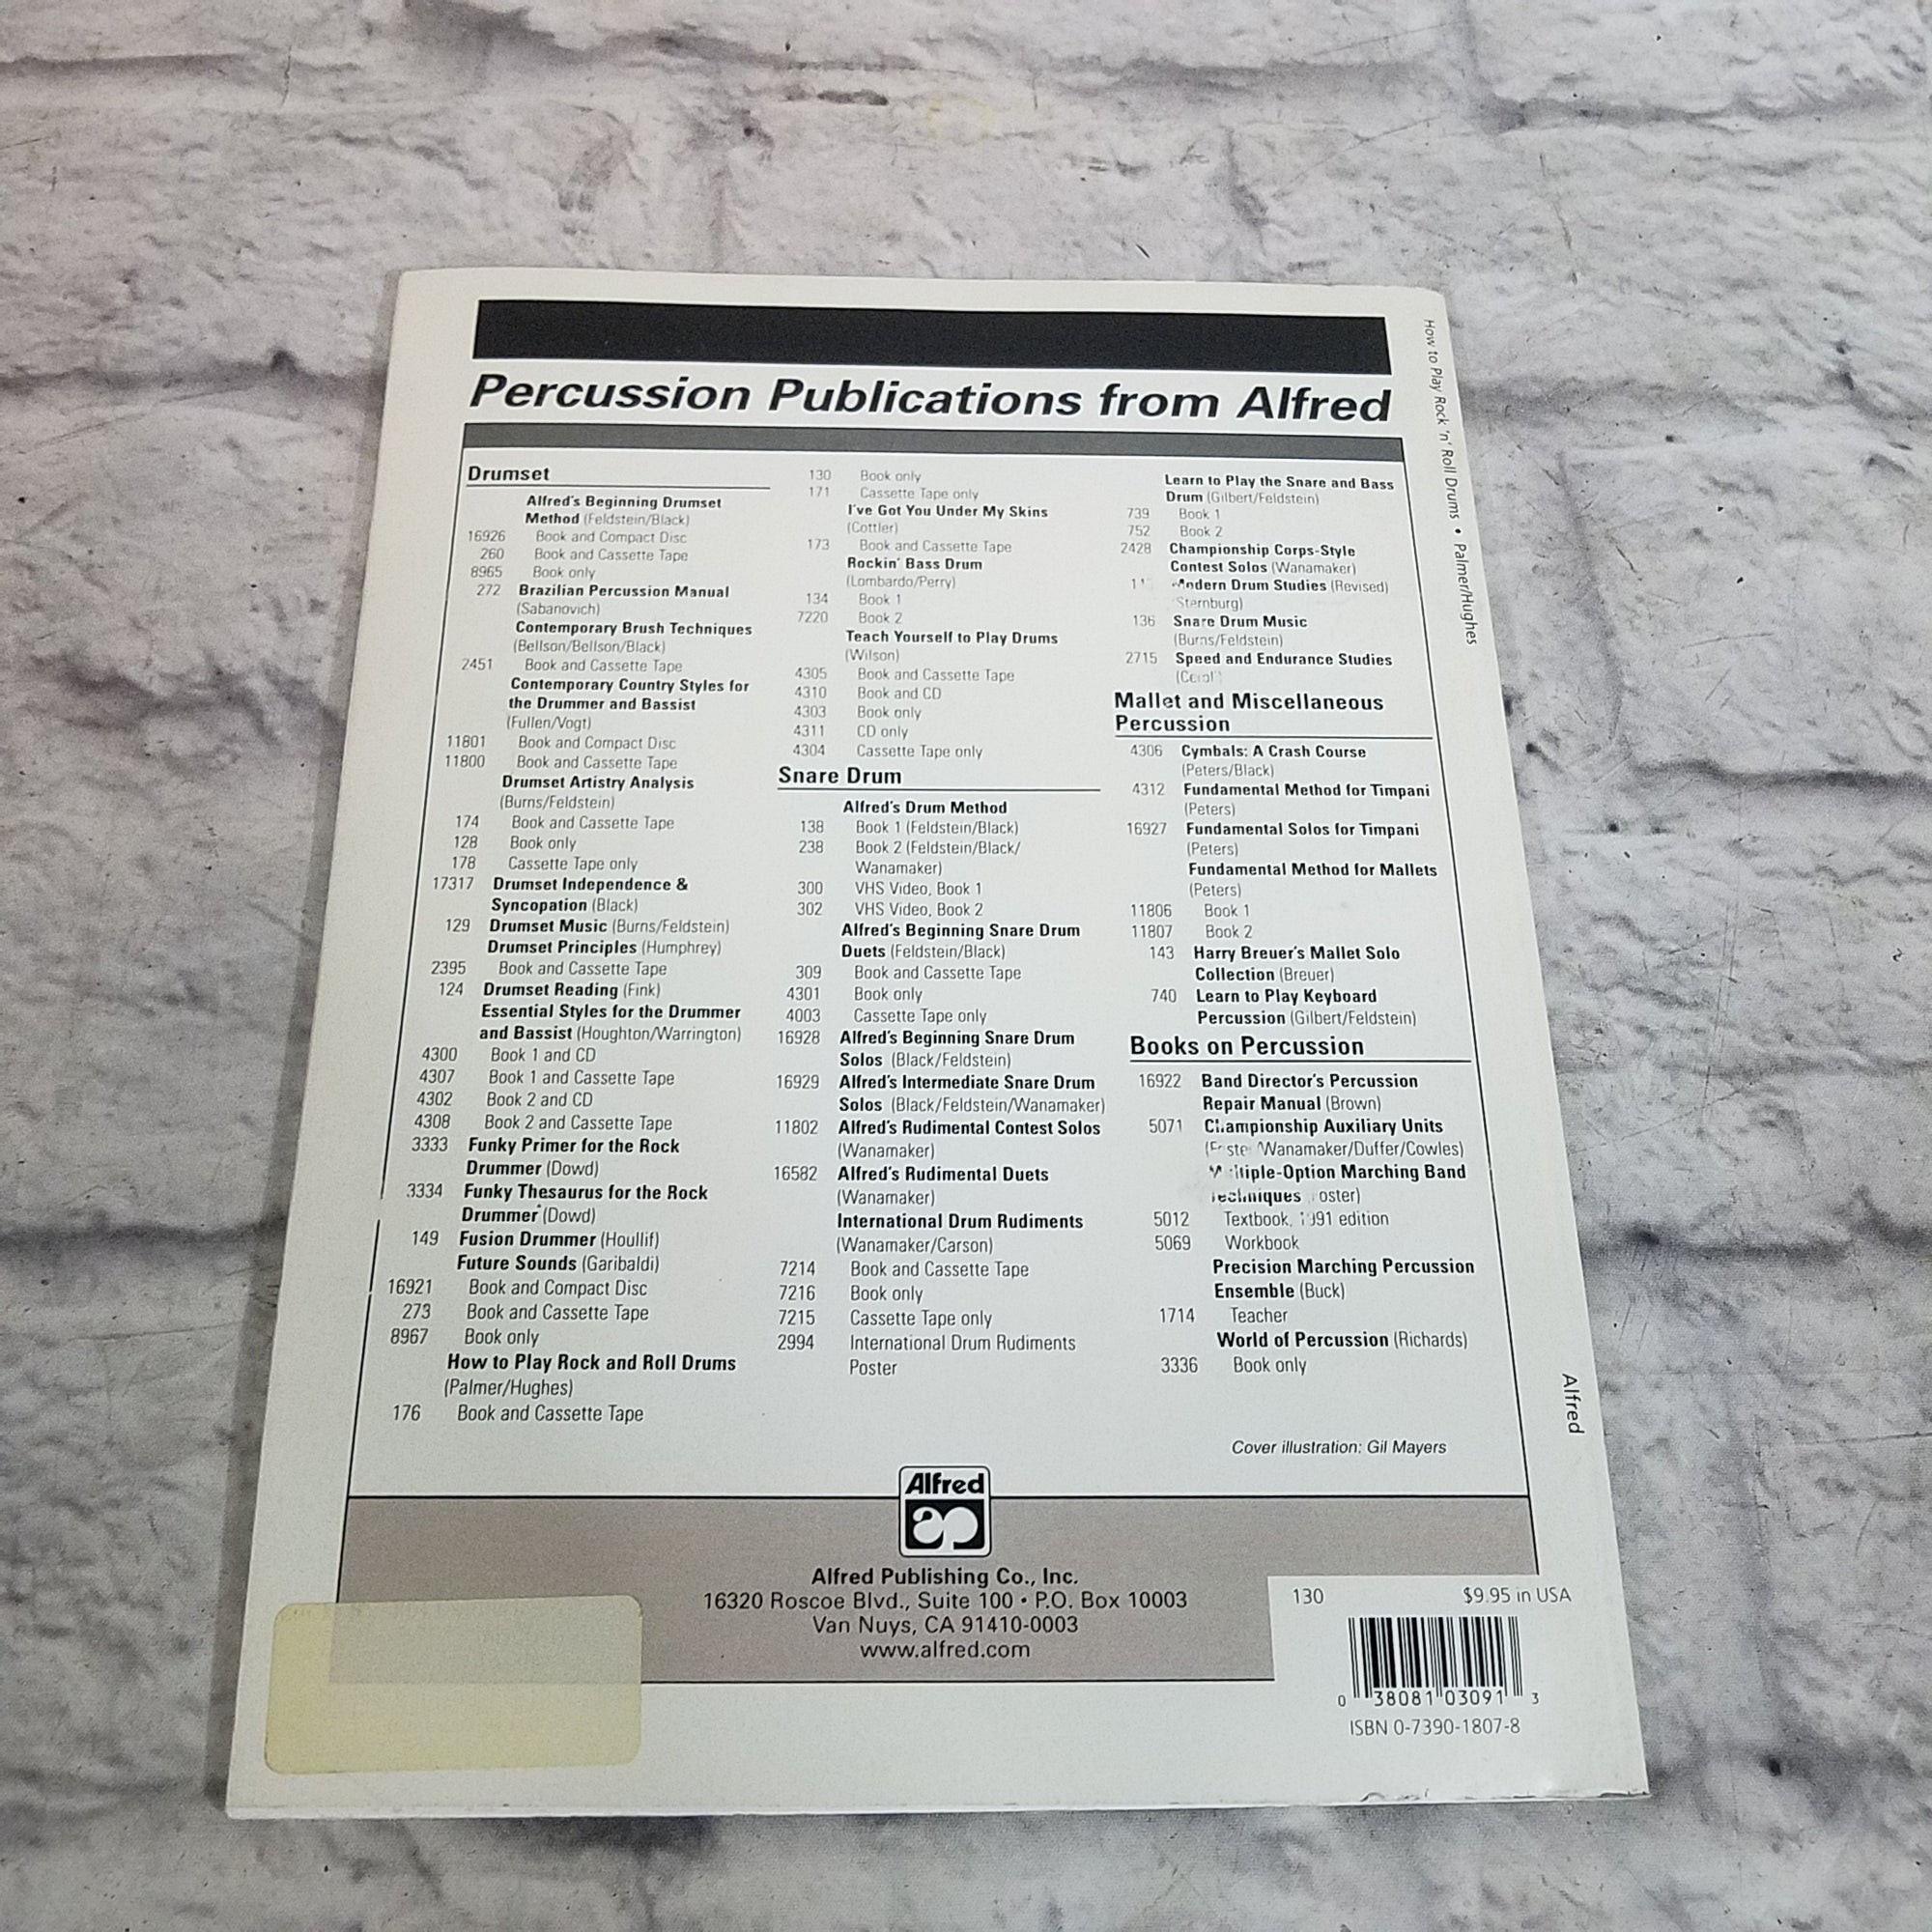 Percussion Publications from Alfred
Drumset
Alfred's Beginning Drumset
Method (Feldstein/Black)
16926 Book and Compact Disc
260 Book and Cassette Tape
8965 Book only
272 Brazilian Percussion Manual
(Sabanovich)
Contemporary Brush Techniques
(Bellson/Bellson/Black)
2451 Book and Cassette Tape
Contemporary Country Styles for
the Drummer and Bassist
(Fullen/Vogt)
11801 Book and Compact Disc
11800 Book and Cassette Tape
Drumset Artistry Analysis
(Burns/Feldstein)
174 Book and Cassette Tape
128 Book only
178 Cassette Tape only
17317 Drumset Independence &
Syncopation (Black)
129 Drumset Music (Burns/Feldstein)
Drumset Principles (Humphrey)
2395 Book and Cassette Tape
124 Drumset Reading (Fink)
Essential Styles for the Drummer
and Bassist (Houghton/Warrington)
4300 Book 1 and CD
4307 Book 1 and Cassette Tape
4302 Book 2 and CD
4308 Book 2 and Cassette Tape
3333 Funky Primer for the Rock
Drummer (Dowd)
3334 Funky Thesaurus for the Rock
Drummer (Dowd)
149 Fusion Drummer (Houllif)
Future Sounds (Garibaldi)
16921 Book and Compact Disc
273 Book and Cassette Tape
8967 Book only
How to Play Rock and Roll Drums
(Palmer/Hughes)
176 Book and Cassette Tape
130 Book only
171 Cassette Tape only
I've Got You Under My Skins
(Cottler)
173 Book and Cassette Tape
Rockin' Bass Drum
(Lombardo/Perry)
134 Book 1
7220 Book 2
Teach Yourself to Play Drums
(Wilson)
4305 Book and Cassette Tape
4310 Book and CD
4303 Book only
4311 CD only
4304 Cassette Tape only
Snare Drum
Alfred's Drum Method
138 Book 1 (Feldstein/Black)
238 Book 2 (Feldstein/Black/
Wanamaker)
300 VHS Video, Book 1
302 VHS Video, Book 2
Alfred's Beginning Snare Drum
Duets (Feldstein/Black)
309 Book and Cassette Tape
4301 Book only
4003 Cassette Tape only
16928 Alfred's Beginning Snare Drum
Solos (Black/Feldstein)
16929 Alfred's Intermediate Snare Drum
Solos (Black/Feldstein/Wanamaker)
11802 Alfred's Rudimental Contest Solos
(Wanamaker)
16582 Alfred's Rudimental Duets
(Wanamaker)
International Drum Rudiments
(Wanamaker/Carson)
7214 Book and Cassette Tape
7216 Book only
7215 Cassette Tape only
2994 International Drum Rudiments
Poster
Learn to Play the Snare and Bass
Drum (Gilbert/Feldstein)
739 Book 1
752 Book 2
2428 Championship Corps-Style
Contest Solos (Wanamaker)
Modern Drum Studies (Revised)
Sternburg)
136 Snare Drum Music
(Burns/Feldstein)
2715 Speed and Endurance Studies
Mallet and Miscellaneous
Percussion
4306 Cymbals: A Crash Course
(Peters/Black)
4312 Fundamental Method for Timpani
(Peters)
16927 Fundamental Solos for Timpani
(Peters)
Fundamental Method for Mallets
(Peters)
11806 Book 1
11807 Book 2
143 Harry Breuer's Mallet Solo
Collection (Breuer)
740 Learn to Play Keyboard
Percussion (Gilbert/Feldstein)
Books on Percussion
16922 Band Director's Percussion
Repair Manual (Brown)
5071 Championship Auxiliary Units
Wanamaker/Duffer/Cowles)
Multiple-Option Marching Band
Techniques
5012 Textbook, 1991 edition
5069 Workbook
Precision Marching Percussion
Ensemble (Buck)
1714 Teacher
World of Percussion (Richards)
3336 Book only
Cover illustration: Gil Mayers
Alfred
Alfred Publishing Co., Inc.
16320 Roscoe Blvd., Suite 100 • P.O. Box 10003
Van Nuys, CA 91410-0003
www.alfred.com
130 $9.95 in USA
0 38081 03091 3
ISBN 0-7390-1807-8
How to Play Rock 'n' Roll Drums • Palmer/Hughes
Alfred